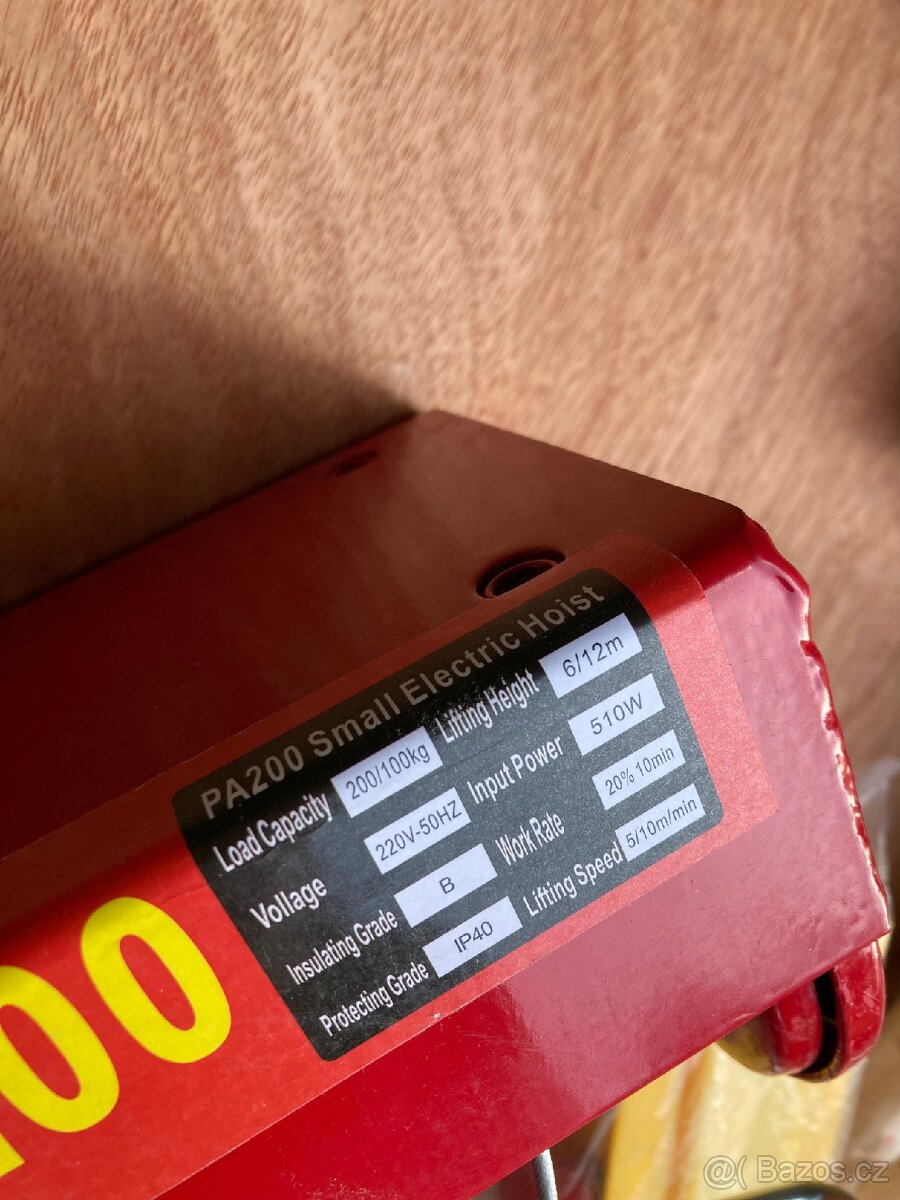 PA200 Small Electric Hoist
Load Capacity 200/100kg Lifting Height 6/12m
Vollage 220V-50HZ Input Power 510W
Insulating Grade B Work Rate 20% 10min
Protecting Grade IP40 Lifting Speed 5/10m/min
00
@( Bazos.cz